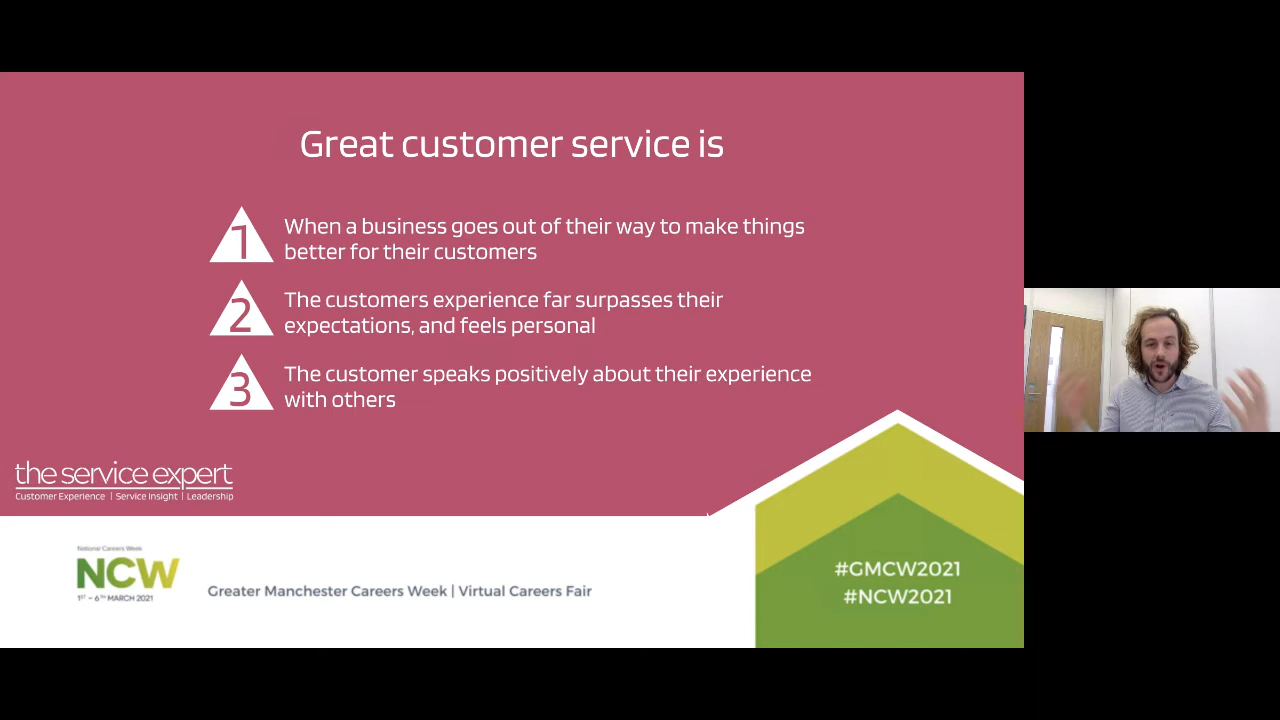 Great customer service is
1
When a business goes out of their way to make things
better for their customers
2
The customers experience far surpasses their
expectations, and feels personal
3
The customer speaks positively about their experience
with others
the service expert
Customer Experience | Service Insight | Leadership
National Careers Week
NCW
1ST – 6TH MARCH 2021
Greater Manchester Careers Week | Virtual Careers Fair
#GMCW2021
#NCW2021